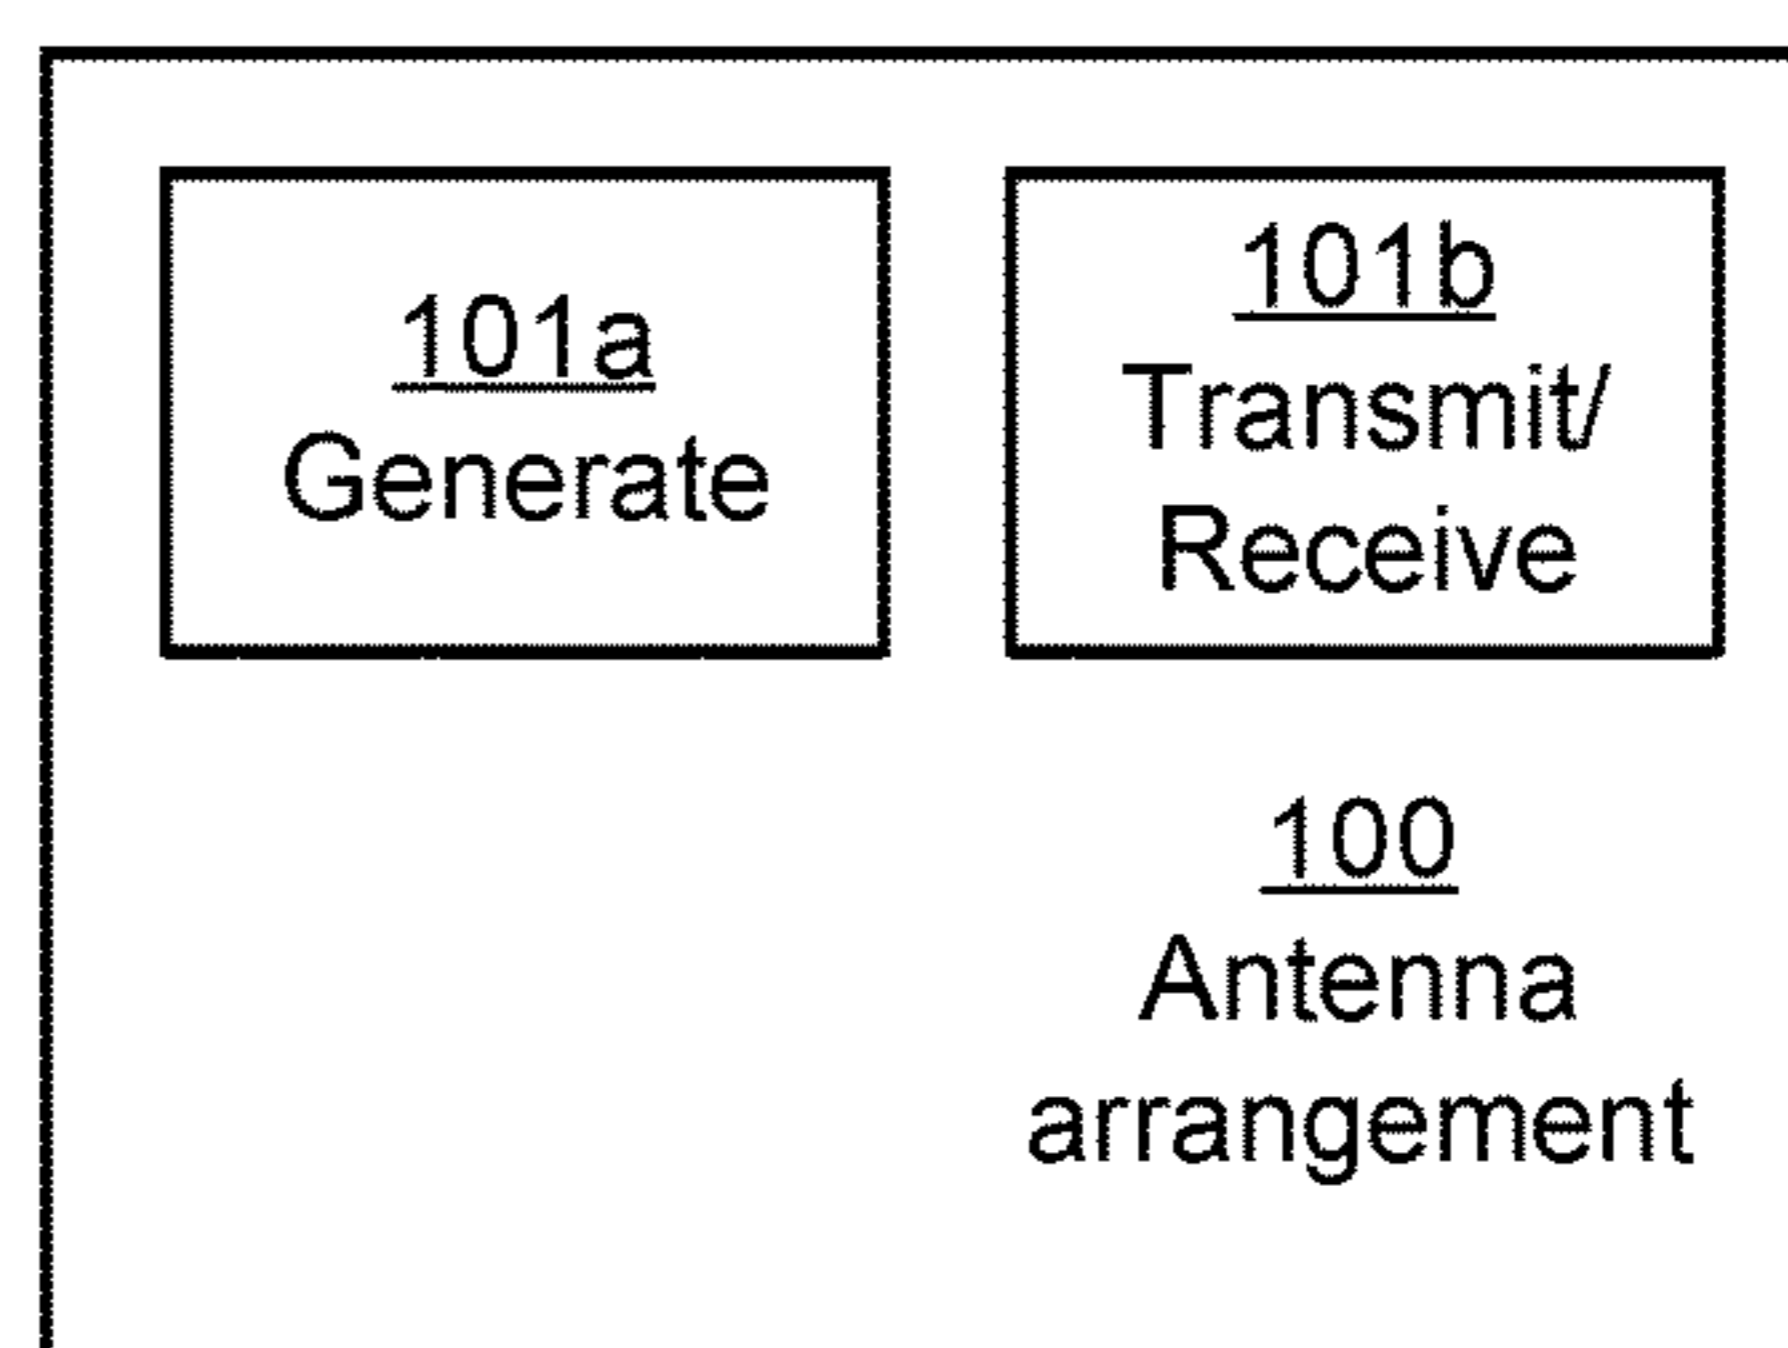 101a
Generate
101b
Transmit/
Receive
100
Antenna
arrangement